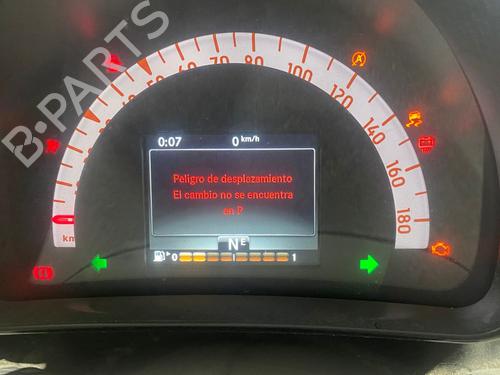 B-PARTS
50 60 70 80 100 120 140 160 180
km
0:07 0 km/h
Peligro de desplazamiento
El cambio no se encuentra
en P
N E
0 1